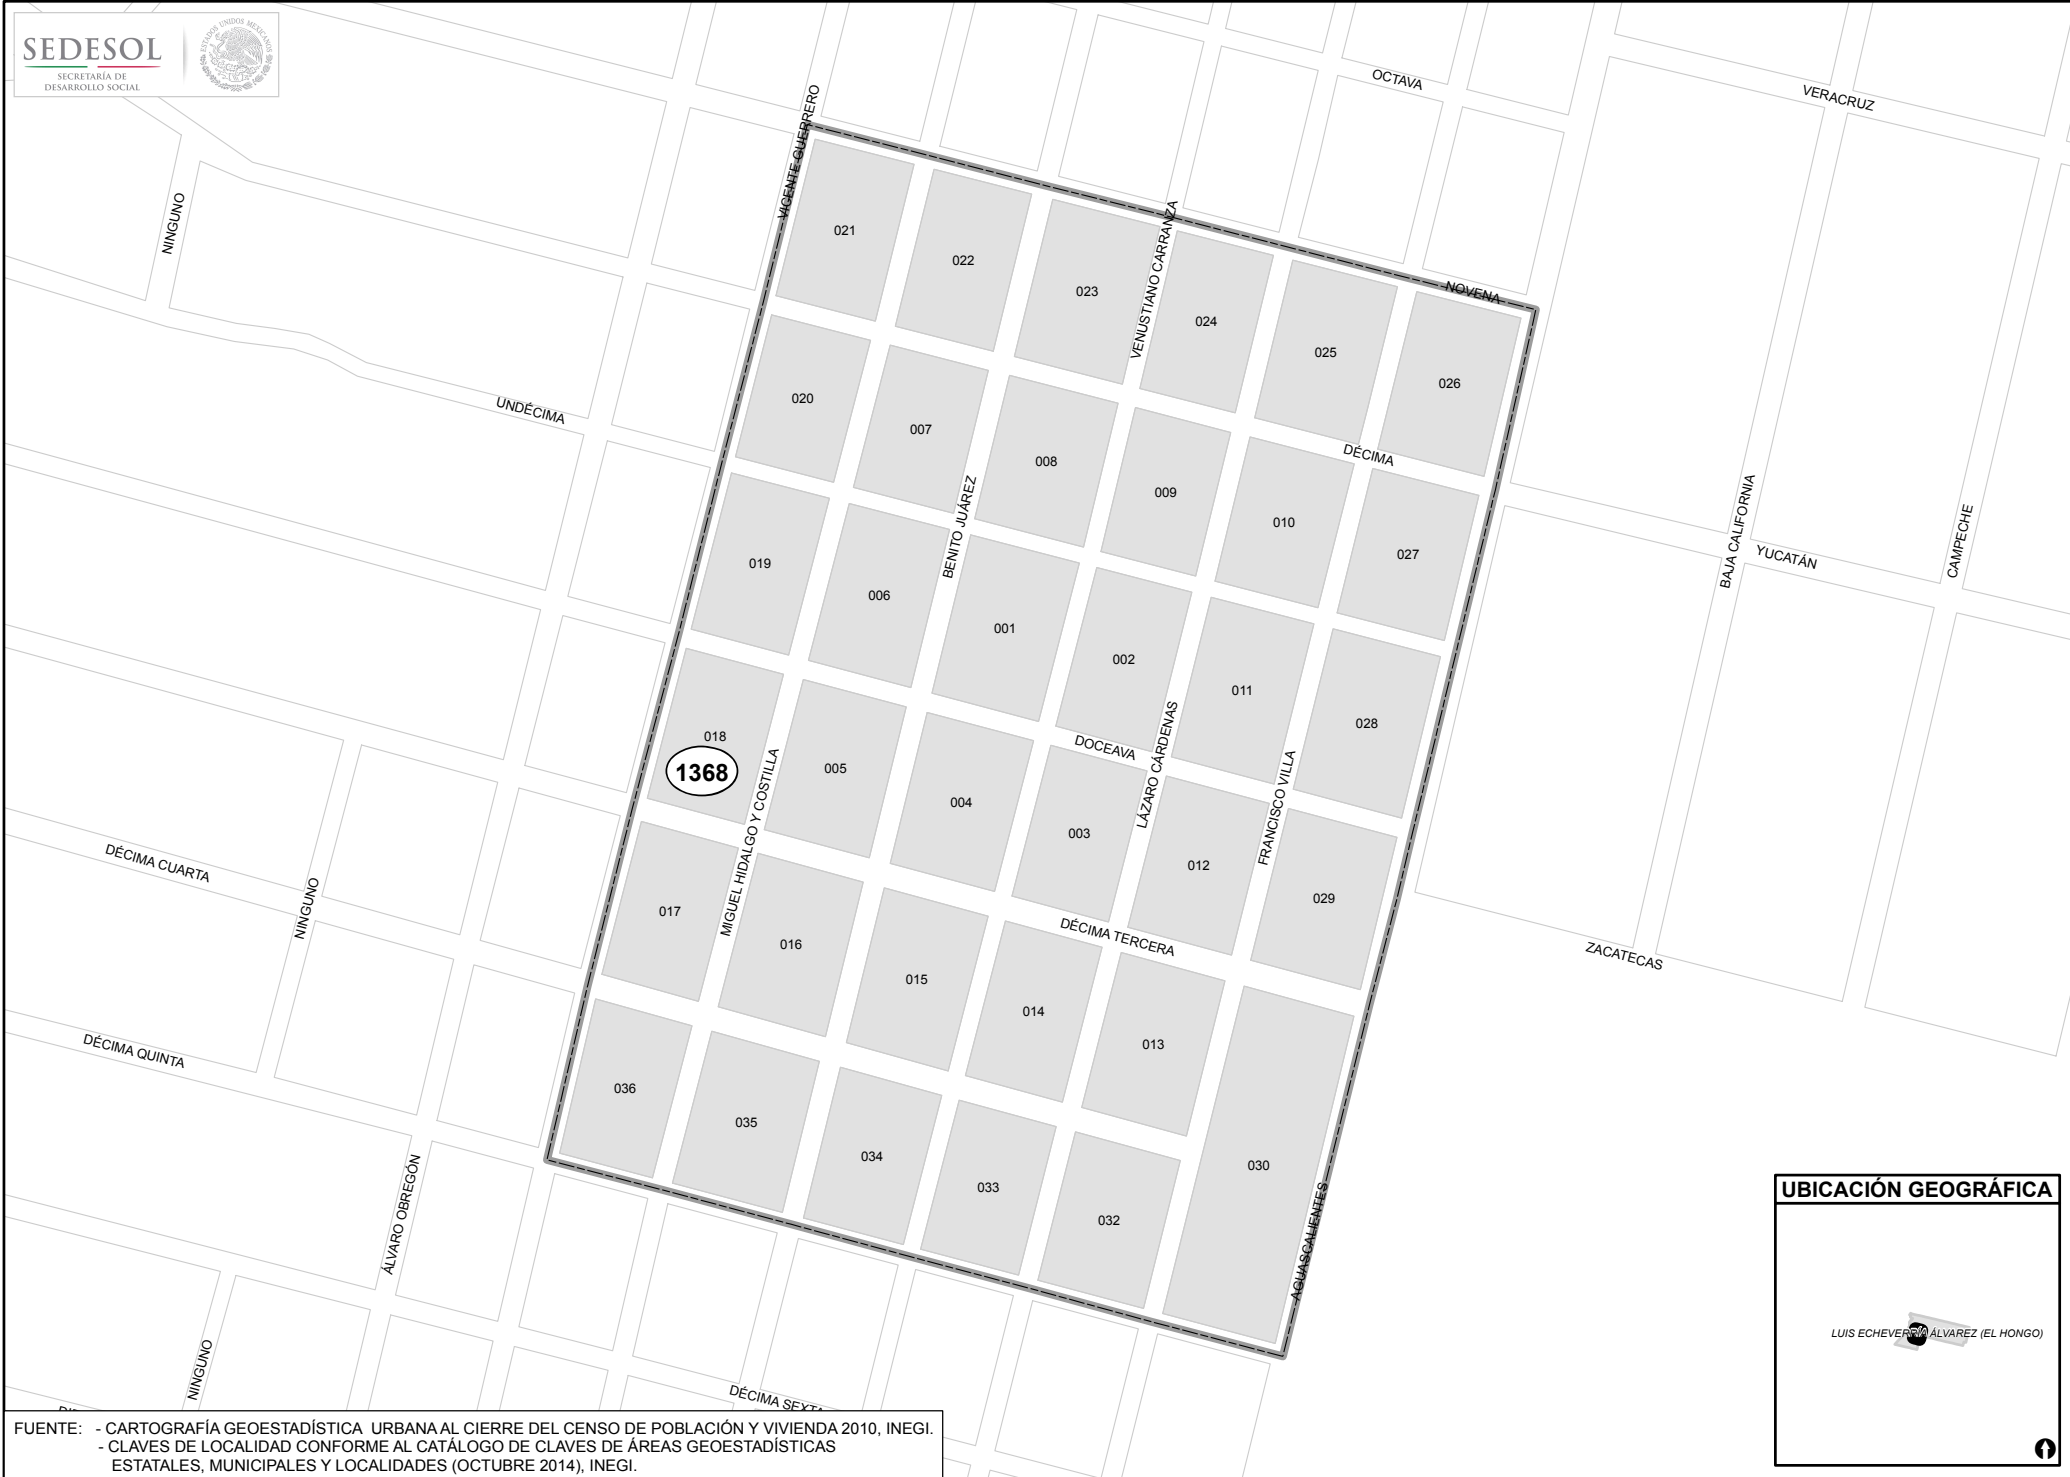 SEDESOL
SECRETARÍA DE
DESARROLLO SOCIAL
ESTADOS UNIDOS MEXICANOS
OCTAVA
VERACRUZ
VICENTE GUERRERO
NINGUNO
VENUSTIANO CARRANZA
NOVENA
021
022
023
024
025
026
UNDÉCIMA
020
007
008
009
DÉCIMA
010
027
BENITO JUÁREZ
BAJA CALIFORNIA
YUCATÁN
CAMPECHE
019
006
001
002
011
028
018
1368
MIGUEL HIDALGO Y COSTILLA
005
004
DOCEAVA
003
LÁZARO CÁRDENAS
012
FRANCISCO VILLA
029
DÉCIMA CUARTA
NINGUNO
017
016
015
DÉCIMA TERCERA
014
013
ZACATECAS
DÉCIMA QUINTA
036
035
034
033
032
030
AGUASCALIENTES
ÁLVARO OBREGÓN
NINGUNO
DÉCIMA SEXTA
UBICACIÓN GEOGRÁFICA
LUIS ECHEVERRÍA ÁLVAREZ (EL HONGO)
FUENTE: - CARTOGRAFÍA GEOESTADÍSTICA URBANA AL CIERRE DEL CENSO DE POBLACIÓN Y VIVIENDA 2010, INEGI.
- CLAVES DE LOCALIDAD CONFORME AL CATÁLOGO DE CLAVES DE ÁREAS GEOESTADÍSTICAS
ESTATALES, MUNICIPALES Y LOCALIDADES (OCTUBRE 2014), INEGI.